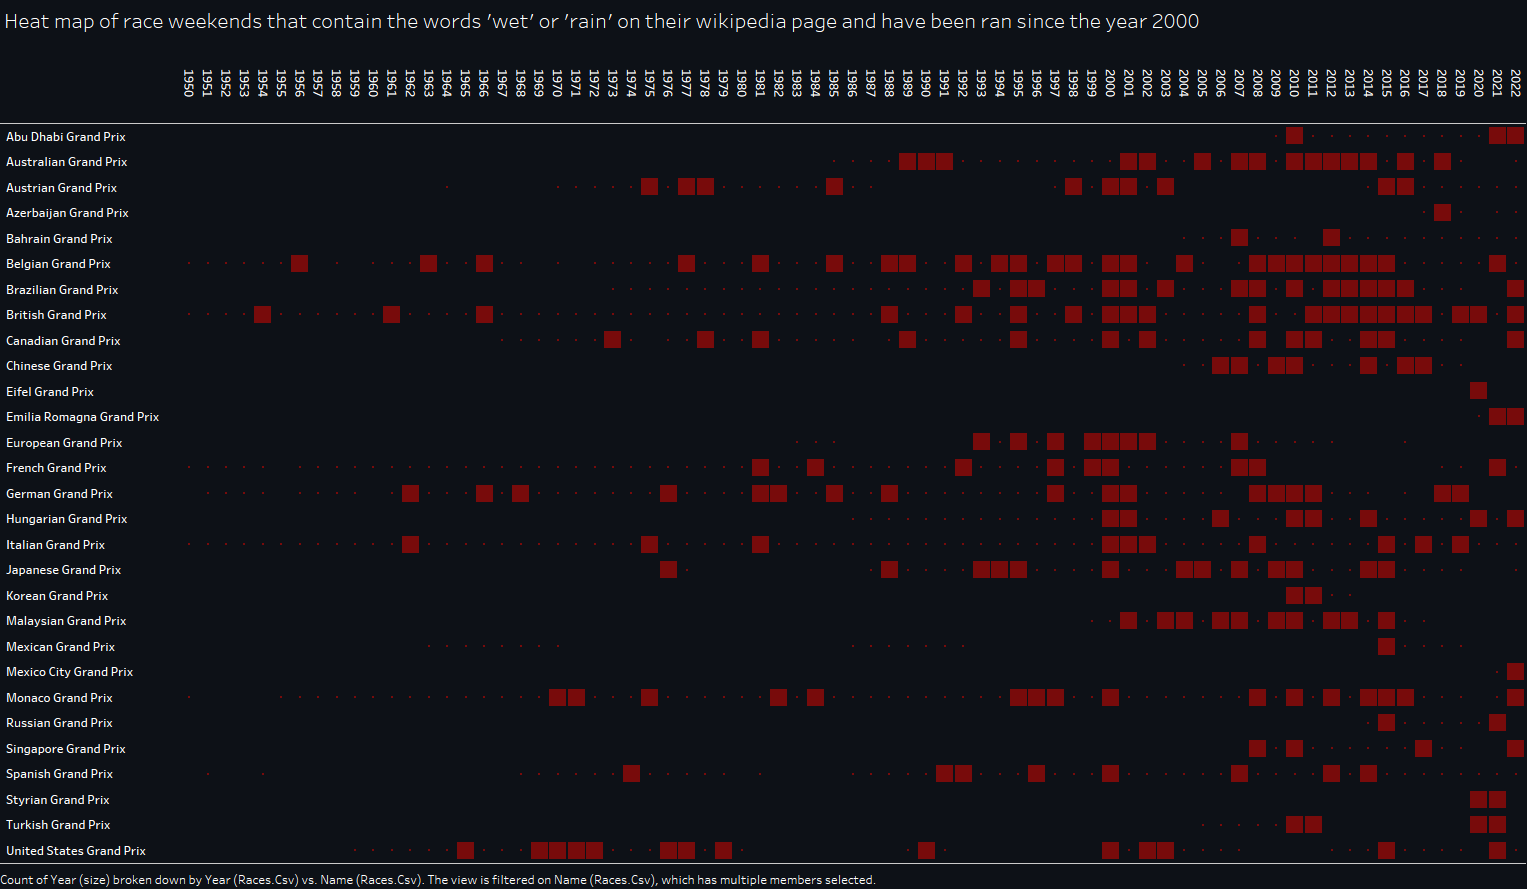 Heat map of race weekends that contain the words 'wet' or 'rain' on their wikipedia page and have been ran since the year 2000
1950 1951 1952 1953 1954 1955 1956 1957 1958 1959 1960 1961 1962 1963 1964 1965 1966 1967 1968 1969 1970 1971 1972 1973 1974 1975 1976 1977 1978 1979 1980 1981 1982 1983 1984 1985 1986 1987 1988 1989 1990 1991 1992 1993 1994 1995 1996 1997 1998 1999 2000 2001 2002 2003 2004 2005 2006 2007 2008 2009 2010 2011 2012 2013 2014 2015 2016 2017 2018 2019 2020 2021 2022
Abu Dhabi Grand Prix
Australian Grand Prix
Austrian Grand Prix
Azerbaijan Grand Prix
Bahrain Grand Prix
Belgian Grand Prix
Brazilian Grand Prix
British Grand Prix
Canadian Grand Prix
Chinese Grand Prix
Eifel Grand Prix
Emilia Romagna Grand Prix
European Grand Prix
French Grand Prix
German Grand Prix
Hungarian Grand Prix
Italian Grand Prix
Japanese Grand Prix
Korean Grand Prix
Malaysian Grand Prix
Mexican Grand Prix
Mexico City Grand Prix
Monaco Grand Prix
Russian Grand Prix
Singapore Grand Prix
Spanish Grand Prix
Styrian Grand Prix
Turkish Grand Prix
United States Grand Prix
Count of Year (size) broken down by Year (Races.Csv) vs. Name (Races.Csv). The view is filtered on Name (Races.Csv), which has multiple members selected.